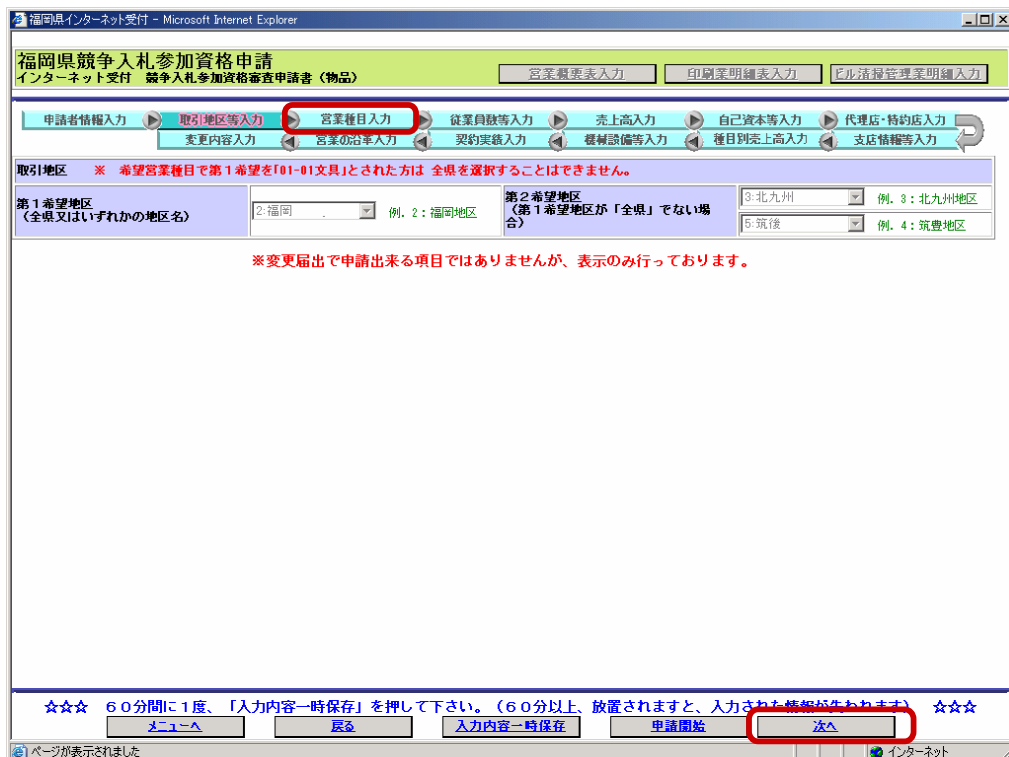 福岡県インターネット受付 - Microsoft Internet Explorer
福岡県競争入札参加資格申請
インターネット受付 競争入札参加資格審査申請書（物品）
営業概要表入力 印刷業明細表入力 ビル清掃管理業明細入力
申請者情報入力 取引地区等入力 営業種目入力 従業員数等入力 売上高入力 自己資本等入力 代理店・特約店入力
変更内容入力 営業の沿革入力 契約実績入力 機械設備等入力 種目別売上高入力 支店情報等入力
取引地区 ※ 希望営業種目で第１希望を「01-01文具」とされた方は 全県を選択することはできません。
第１希望地区
（全県又はいずれかの地区名）
2:福岡 . 例．２：福岡地区
第２希望地区
（第１希望地区が「全県」でない場
合）
3:北九州 例．３：北九州地区
5:筑後 例．４：筑豊地区
※変更届出で申請出来る項目ではありませんが、表示のみ行っております。
☆☆☆ ６０分間に１度、「入力内容一時保存」を押して下さい。（６０分以上、放置されますと、入力された情報が失われます） ☆☆☆
メニューへ 戻る 入力内容一時保存 申請開始 次へ
ページが表示されました インターネット